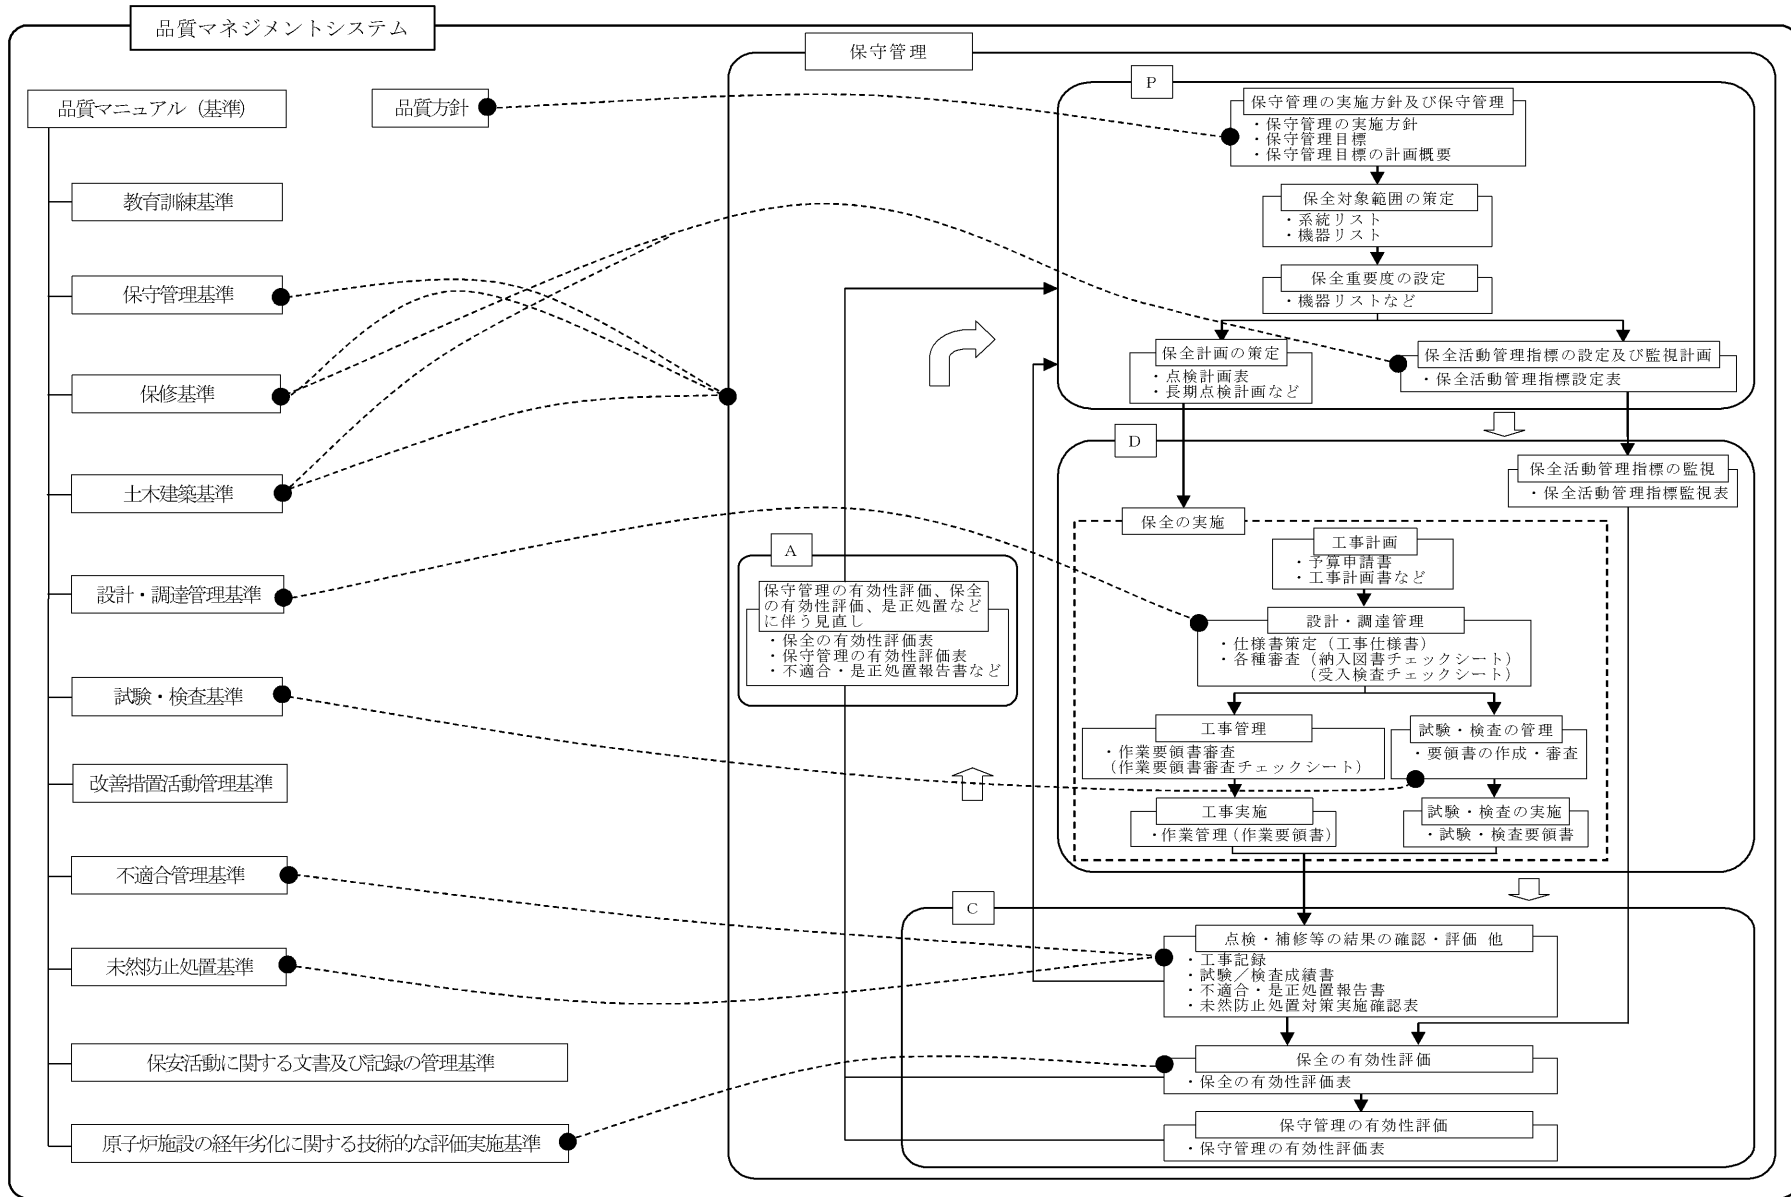 品質マネジメントシステム
品質マニュアル（基準）
品質方針
教育訓練基準
保守管理基準
保修基準
土木建築基準
設計・調達管理基準
試験・検査基準
改善措置活動管理基準
不適合管理基準
未然防止処置基準
保安活動に関する文書及び記録の管理基準
原子炉施設の経年劣化に関する技術的な評価実施基準
保守管理
P
保守管理の実施方針及び保守管理
・保守管理の実施方針
・保守管理目標
・保守管理目標の計画概要
保全対象範囲の策定
・系統リスト
・機器リスト
保全重要度の設定
・機器リストなど
保全計画の策定
・点検計画表
・長期点検計画など
保全活動管理指標の設定及び監視計画
・保全活動管理指標設定表
D
保全活動管理指標の監視
・保全活動管理指標監視表
保全の実施
工事計画
・予算申請書
・工事計画書など
設計・調達管理
・仕様書策定（工事仕様書）
・各種審査（納入図書チェックシート）
（受入検査チェックシート）
工事管理
・作業要領書審査
（作業要領書審査チェックシート）
試験・検査の管理
・要領書の作成・審査
工事実施
・作業管理（作業要領書）
試験・検査の実施
・試験・検査要領書
A
保守管理の有効性評価、保全
の有効性評価、是正処置など
に伴う見直し
・保全の有効性評価表
・保守管理の有効性評価表
・不適合・是正処置報告書など
C
点検・補修等の結果の確認・評価 他
・工事記録
・試験／検査成績書
・不適合・是正処置報告書
・未然防止処置対策実施確認表
保全の有効性評価
・保全の有効性評価表
保守管理の有効性評価
・保守管理の有効性評価表